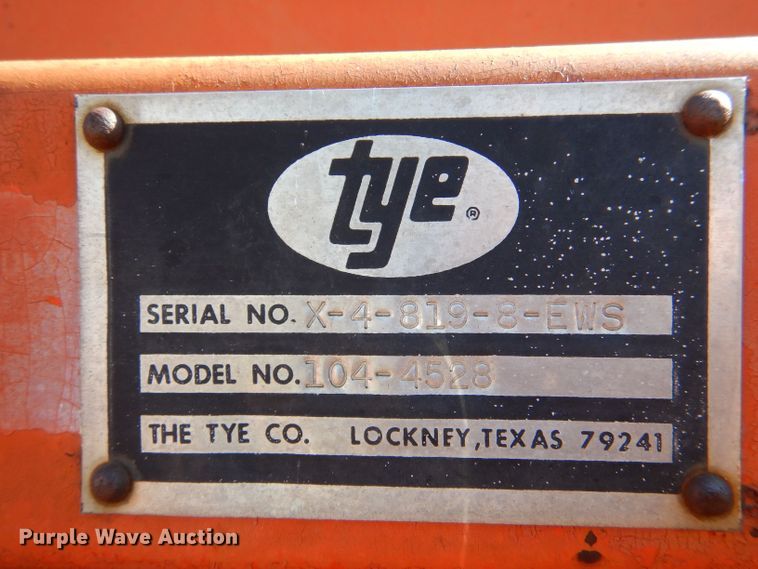 tye ®
SERIAL NO. X-4-819-8-EWS
MODEL NO. 104-4528
THE TYE CO. LOCKNEY, TEXAS 79241
Purple Wave Auction